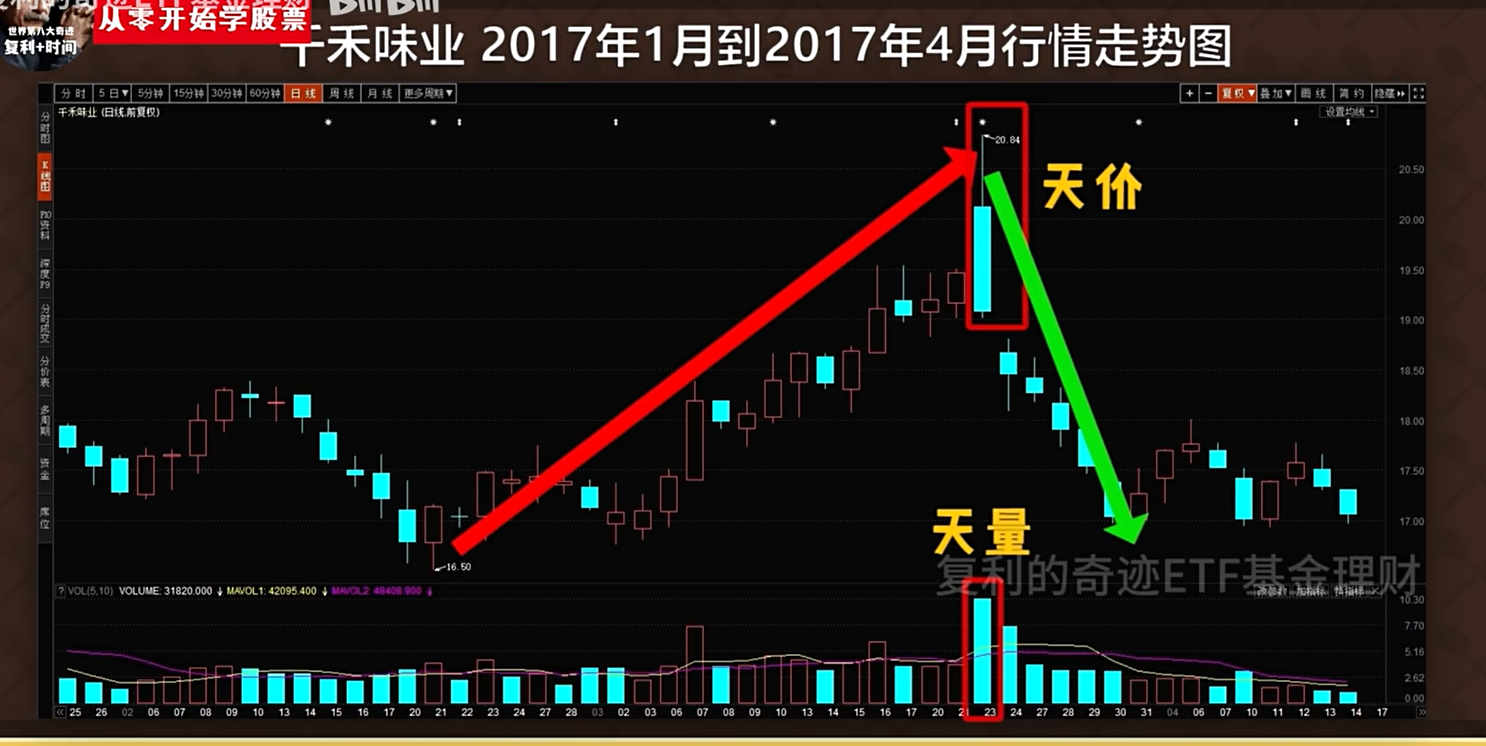 从零开始学股票
世界第八大奇迹
复利+时间
千禾味业 2017年1月到2017年4月行情走势图
分时 5日▼ 5分钟 15分钟 30分钟 60分钟 日线 周线 月线 更多周期▼
+ − 复权▼ 叠加▼ 画线 简约 隐藏
千禾味业 (日线.前复权)
设置均线
分时图
K线图
F10资料
深度F9
分时成交
分价表
多周期
资金
席位
20.84
天价
20.50
20.00
19.50
19.00
18.50
18.00
17.50
17.00
16.50
天量
复利的奇迹ETF基金理财
? VOL(5,10) VOLUME: 31820.000 ↓ MAVOL1: 42095.400 ↓ MAVOL2: 48408.900 ↓
改参数 加指标 换指标 X
10.30
7.70
5.16
2.62
0.00
25 26 02 06 07 08 09 10 13 14 15 16 17 20 21 22 23 24 27 28 03 02 03 06 07 08 09 10 13 14 15 16 17 20 21 23 24 27 28 29 30 31 04 06 07 10 11 12 13 14 17